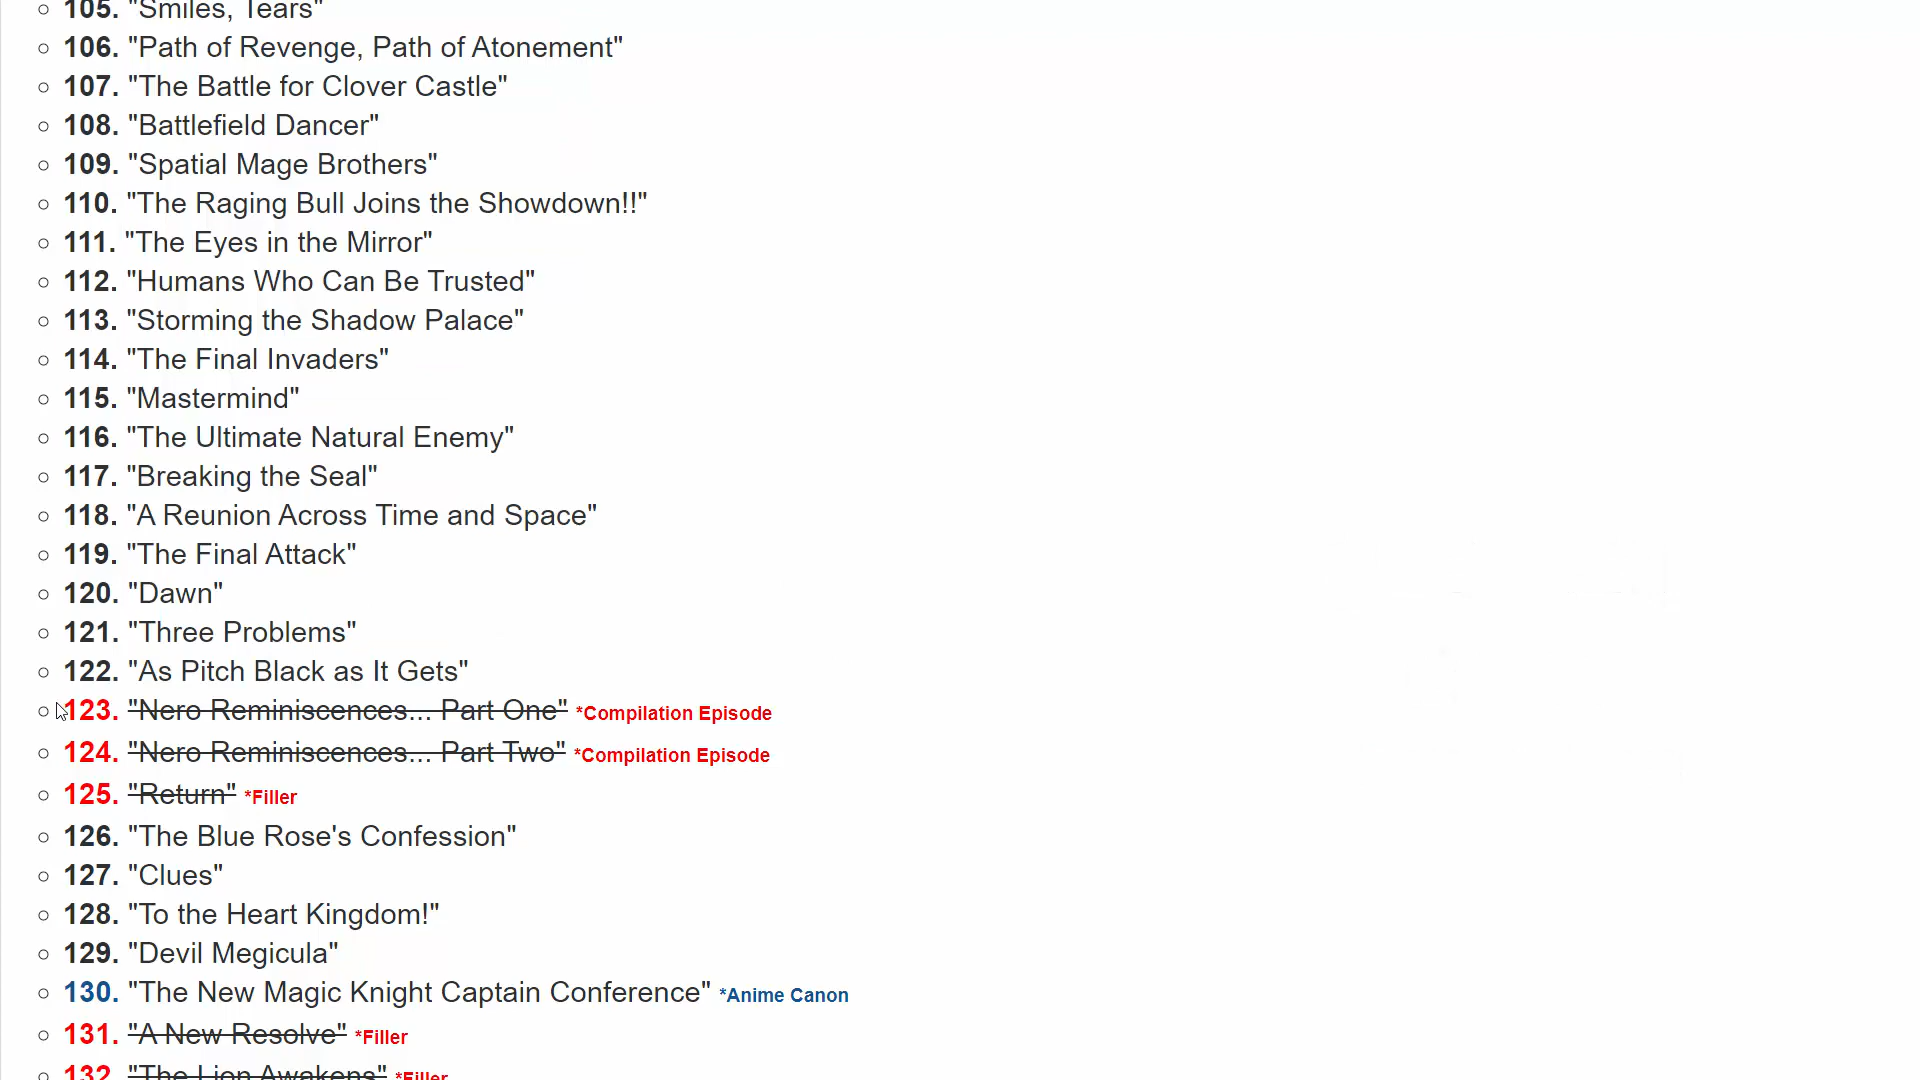 105. "Smiles, Tears"
106. "Path of Revenge, Path of Atonement"
107. "The Battle for Clover Castle"
108. "Battlefield Dancer"
109. "Spatial Mage Brothers"
110. "The Raging Bull Joins the Showdown!!"
111. "The Eyes in the Mirror"
112. "Humans Who Can Be Trusted"
113. "Storming the Shadow Palace"
114. "The Final Invaders"
115. "Mastermind"
116. "The Ultimate Natural Enemy"
117. "Breaking the Seal"
118. "A Reunion Across Time and Space"
119. "The Final Attack"
120. "Dawn"
121. "Three Problems"
122. "As Pitch Black as It Gets"
123. "Nero Reminiscences... Part One" *Compilation Episode
124. "Nero Reminiscences... Part Two" *Compilation Episode
125. "Return" *Filler
126. "The Blue Rose's Confession"
127. "Clues"
128. "To the Heart Kingdom!"
129. "Devil Megicula"
130. "The New Magic Knight Captain Conference" *Anime Canon
131. "A New Resolve" *Filler
132. "The Lion Awakens" *Filler